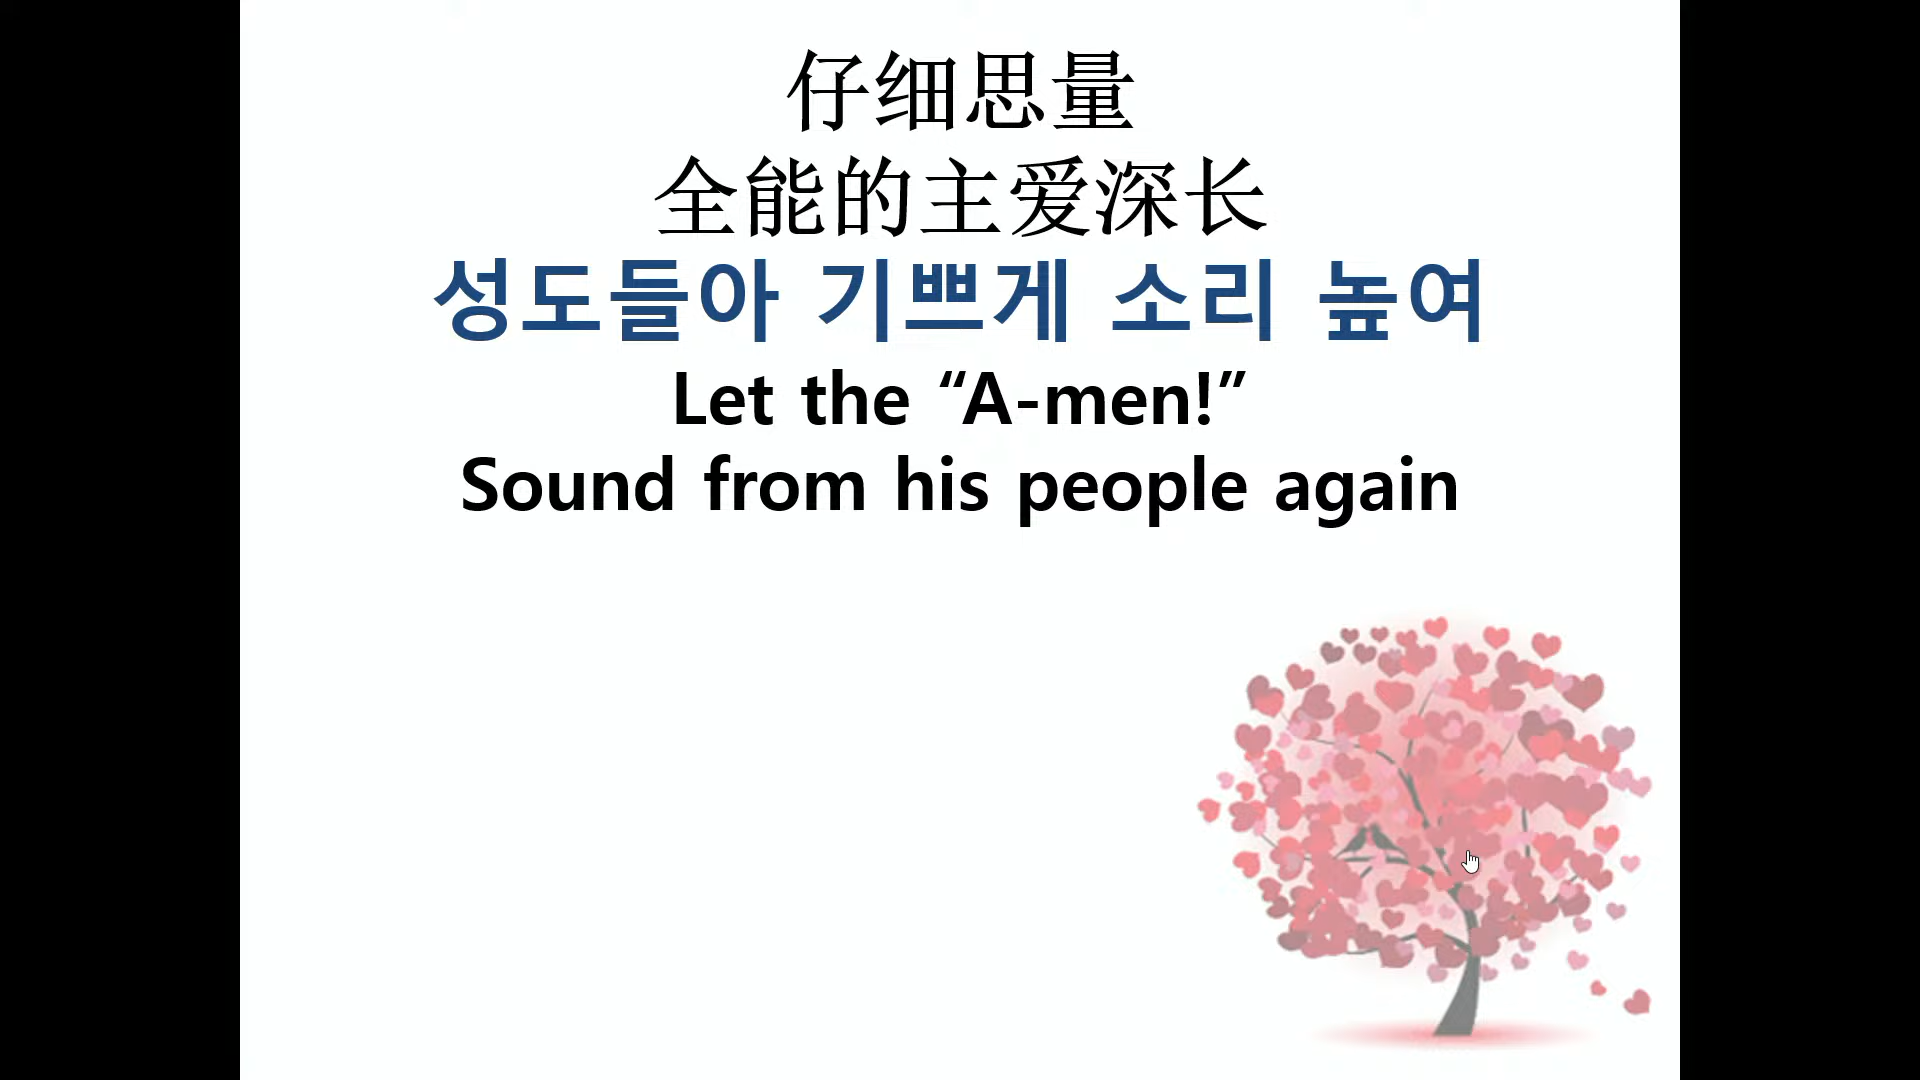 仔细思量
全能的主爱深长
성도들아 기쁘게 소리 높여
Let the “A-men!”
Sound from his people again